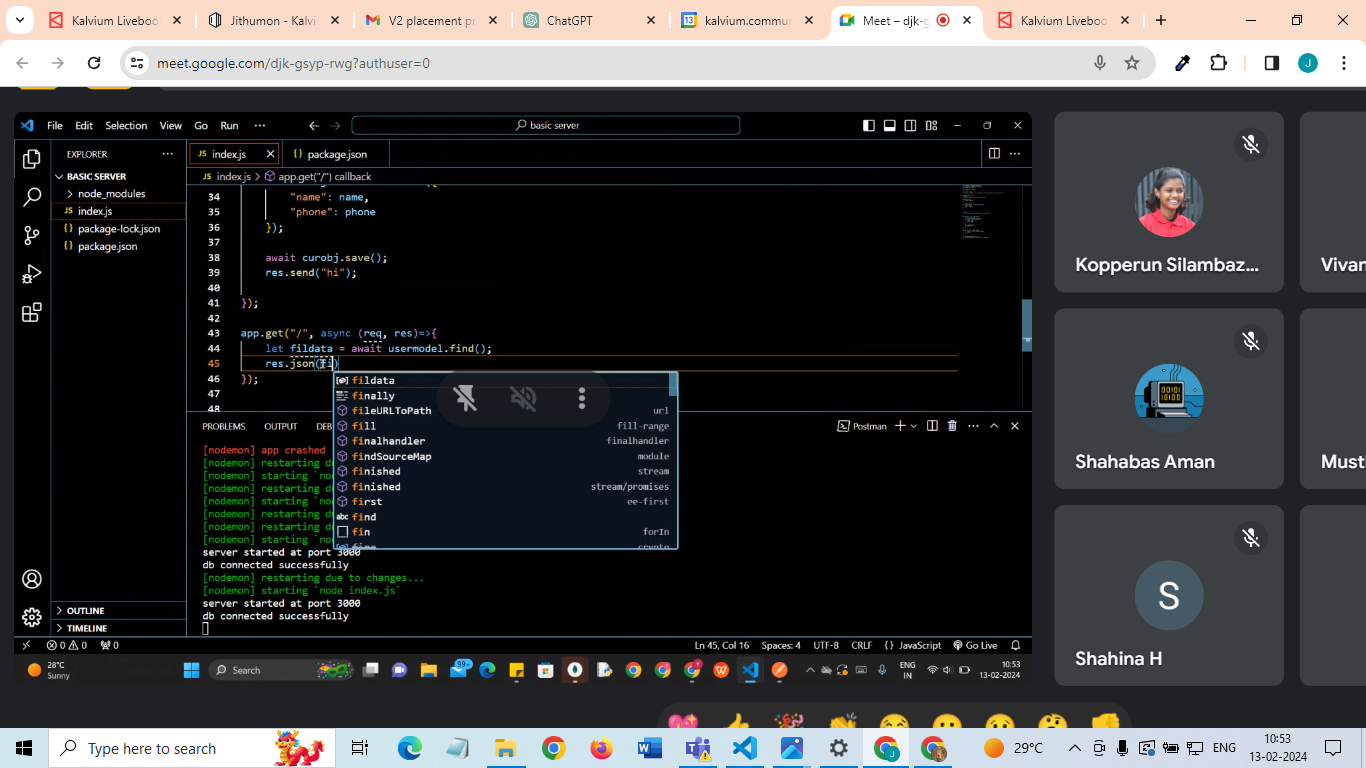 Kalvium Liveboo
Jithumon - Kalvi
V2 placement pr
ChatGPT
kalvium.commun
Meet – djk-g
Kalvium Liveboo
meet.google.com/djk-gsyp-rwg?authuser=0
J
File Edit Selection View Go Run ···
basic server
EXPLORER
JS index.js
{} package.json
BASIC SERVER
node_modules
JS index.js
{} package-lock.json
{} package.json
JS index.js > app.get("/") callback
34 "name": name,
35 "phone": phone
36 });
37
38 await curobj.save();
39 res.send("hi");
40
41 });
42
43 app.get("/", async (req, res)=>{
44 let fildata = await usermodel.find();
45 res.json(fi)
46 });
47
48
fildata
finally
fileURLToPath url
fill fill-range
finalhandler finalhandler
findSourceMap module
finished stream
finished stream/promises
first ee-first
abc find
fin forIn
PROBLEMS OUTPUT DEB
Postman
[nodemon] app crashed
[nodemon] restarting d
[nodemon] starting `no
[nodemon] restarting d
[nodemon] starting `no
[nodemon] restarting d
[nodemon] restarting d
[nodemon] starting `no
server started at port 3000
db connected successfully
[nodemon] restarting due to changes...
[nodemon] starting `node index.js`
server started at port 3000
db connected successfully
OUTLINE
TIMELINE
0 0 0
Ln 45, Col 16 Spaces: 4 UTF-8 CRLF {} JavaScript Go Live
28°C
Sunny
Search
99+
ENG
IN
10:53
13-02-2024
Kopperun Silambaz...
Vivan
Shahabas Aman
Must
S
Shahina H
Type here to search
29°C
ENG
10:53
13-02-2024